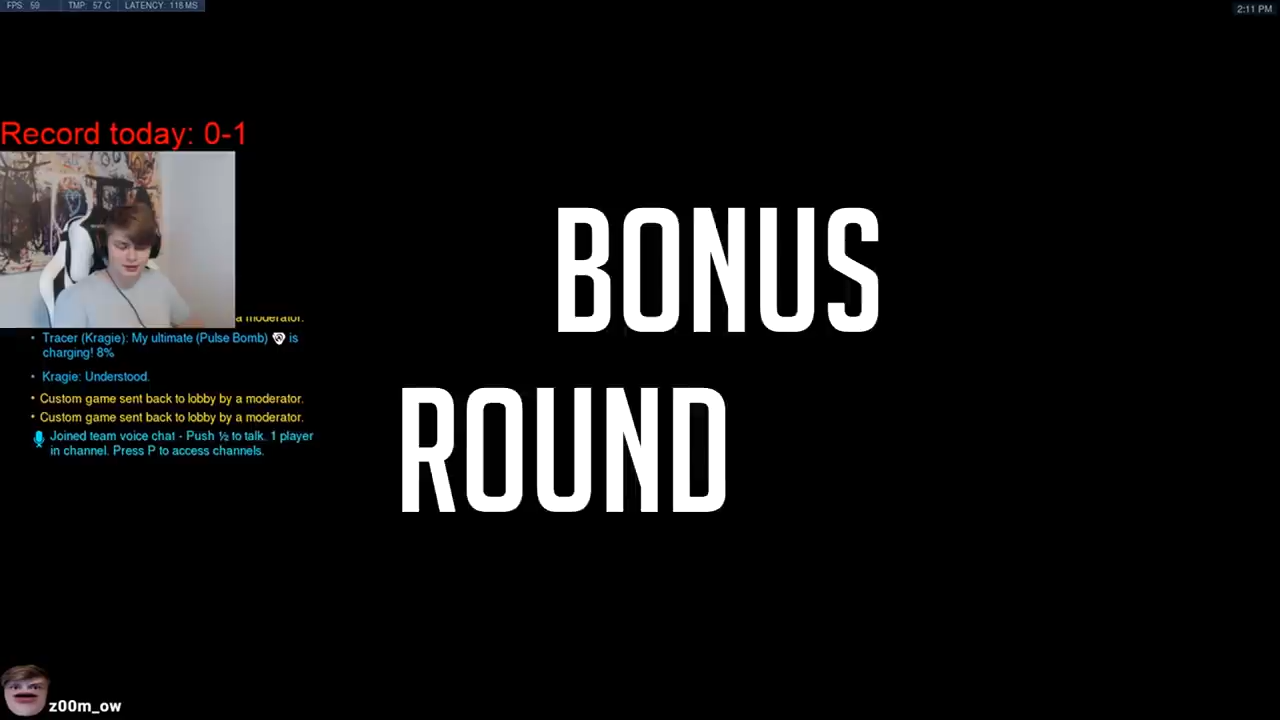 FPS: 59 TMP: 57 C LATENCY: 116 MS
2:11 PM
Record today: 0-1
a moderator.
Tracer (Kragie): My ultimate (Pulse Bomb) is
charging! 8%
Kragie: Understood.
Custom game sent back to lobby by a moderator.
Custom game sent back to lobby by a moderator.
Joined team voice chat - Push ½ to talk. 1 player
in channel. Press P to access channels.
BONUS
ROUND
z00m_ow